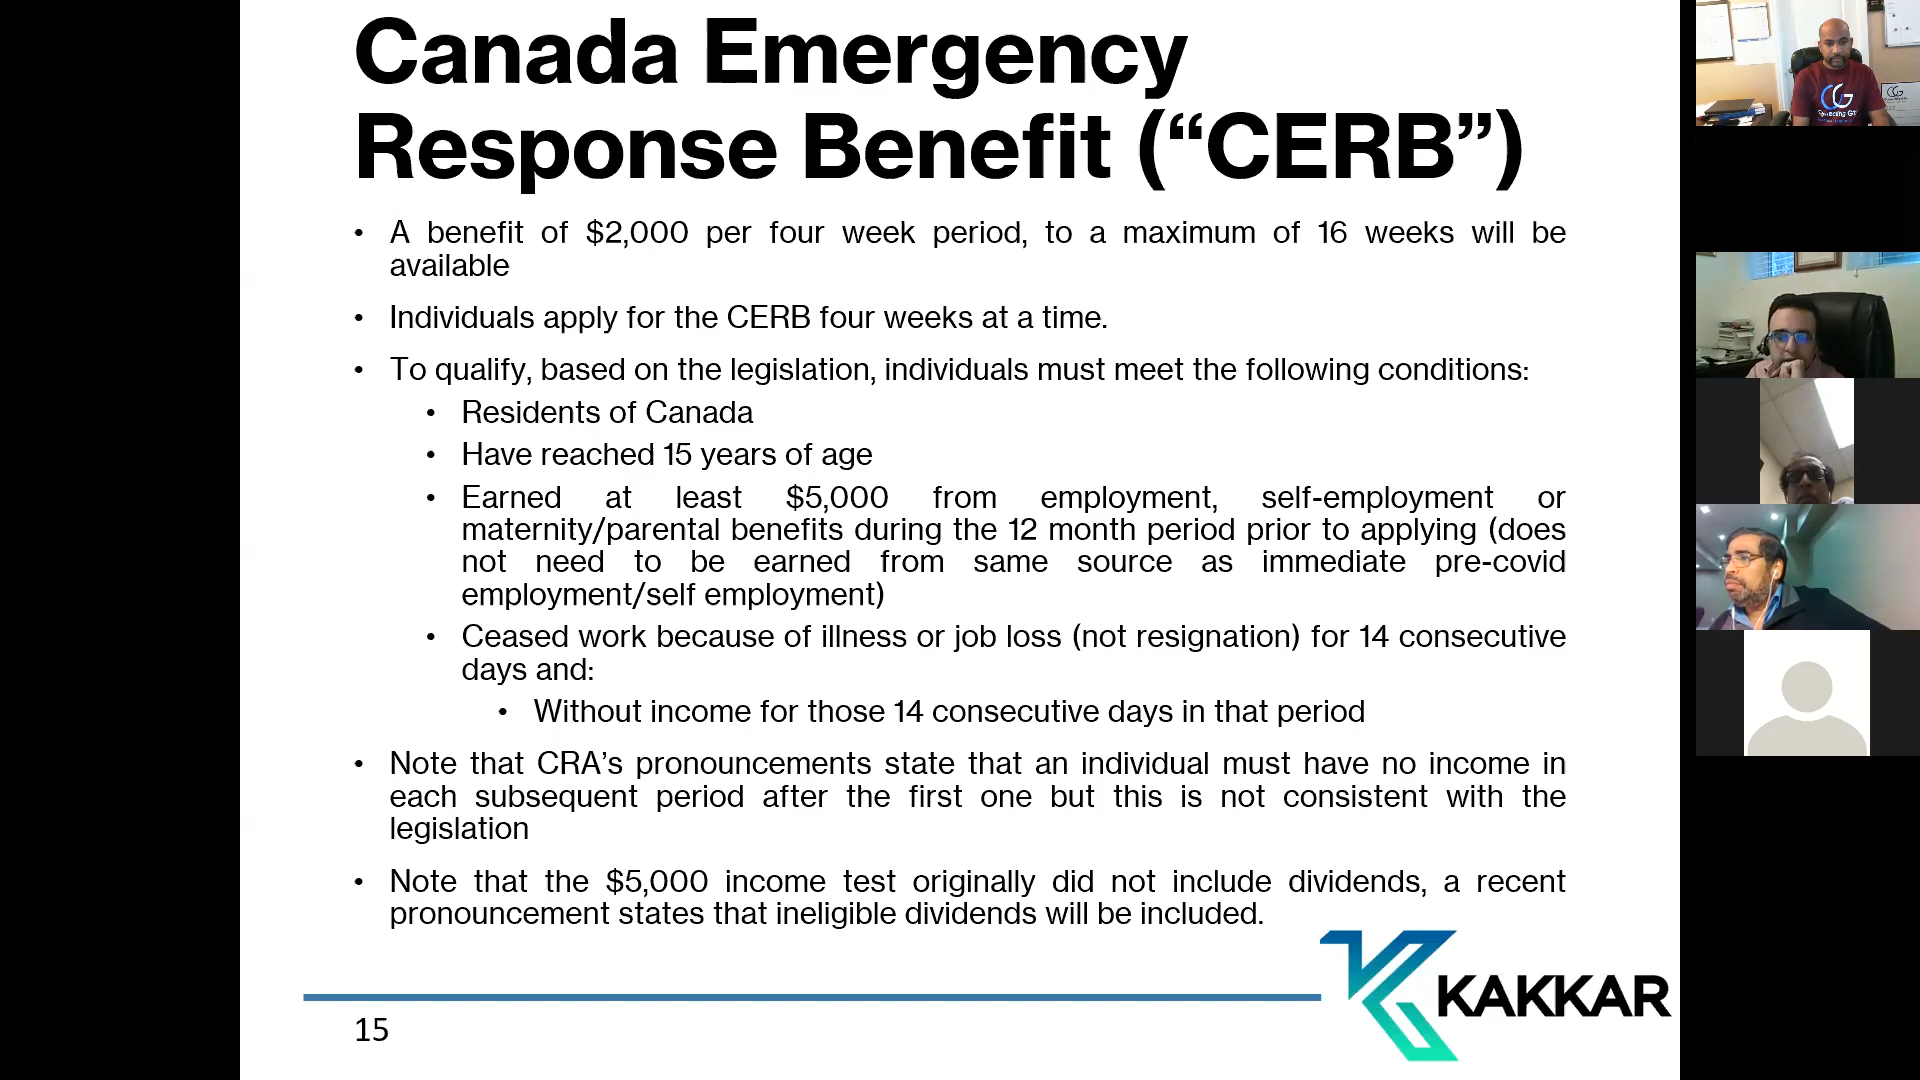 Canada Emergency
Response Benefit (“CERB”)
• A benefit of $2,000 per four week period, to a maximum of 16 weeks will be
available
• Individuals apply for the CERB four weeks at a time.
• To qualify, based on the legislation, individuals must meet the following conditions:
• Residents of Canada
• Have reached 15 years of age
• Earned at least $5,000 from employment, self-employment or
maternity/parental benefits during the 12 month period prior to applying (does
not need to be earned from same source as immediate pre-covid
employment/self employment)
• Ceased work because of illness or job loss (not resignation) for 14 consecutive
days and:
• Without income for those 14 consecutive days in that period
• Note that CRA’s pronouncements state that an individual must have no income in
each subsequent period after the first one but this is not consistent with the
legislation
• Note that the $5,000 income test originally did not include dividends, a recent
pronouncement states that ineligible dividends will be included.
KAKKAR
15
CG